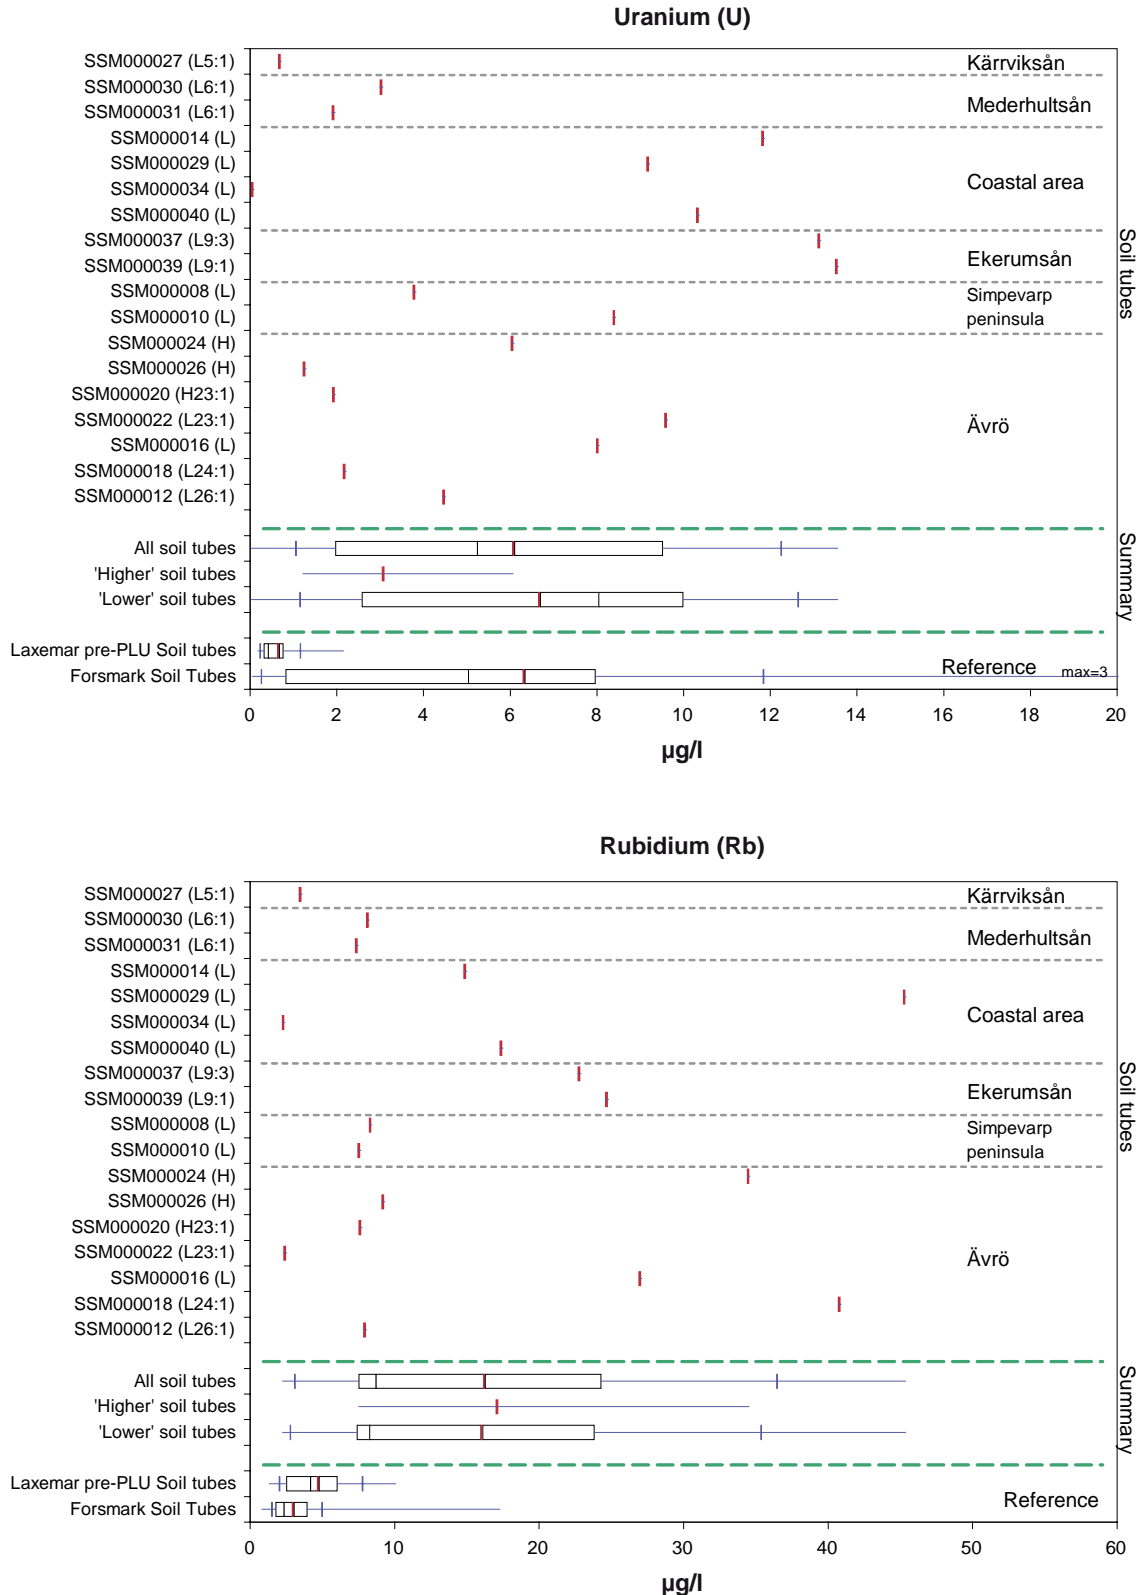 Uranium (U)
SSM000027 (L5:1)
Kärrviksån
SSM000030 (L6:1)
SSM000031 (L6:1)
Mederhultsån
SSM000014 (L)
SSM000029 (L)
SSM000034 (L)
SSM000040 (L)
Coastal area
SSM000037 (L9:3)
SSM000039 (L9:1)
Ekerumsån
SSM000008 (L)
SSM000010 (L)
Simpevarp
peninsula
SSM000024 (H)
SSM000026 (H)
SSM000020 (H23:1)
SSM000022 (L23:1)
SSM000016 (L)
SSM000018 (L24:1)
SSM000012 (L26:1)
Ävrö
Soil tubes
All soil tubes
'Higher' soil tubes
'Lower' soil tubes
Summary
Laxemar pre-PLU Soil tubes
Forsmark Soil Tubes
Reference
max=3
0 2 4 6 8 10 12 14 16 18 20
µg/l
Rubidium (Rb)
SSM000027 (L5:1)
Kärrviksån
SSM000030 (L6:1)
SSM000031 (L6:1)
Mederhultsån
SSM000014 (L)
SSM000029 (L)
SSM000034 (L)
SSM000040 (L)
Coastal area
SSM000037 (L9:3)
SSM000039 (L9:1)
Ekerumsån
SSM000008 (L)
SSM000010 (L)
Simpevarp
peninsula
SSM000024 (H)
SSM000026 (H)
SSM000020 (H23:1)
SSM000022 (L23:1)
SSM000016 (L)
SSM000018 (L24:1)
SSM000012 (L26:1)
Ävrö
Soil tubes
All soil tubes
'Higher' soil tubes
'Lower' soil tubes
Summary
Laxemar pre-PLU Soil tubes
Forsmark Soil Tubes
Reference
0 10 20 30 40 50 60
µg/l